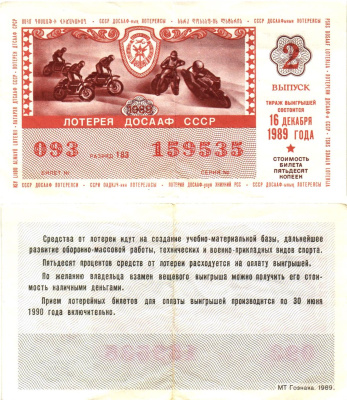 СССР ДОСААФ
2
ВЫПУСК
ТИРАЖ ВЫИГРЫШЕЙ
СОСТОИТСЯ
16 ДЕКАБРЯ
1989 ГОДА
СТОИМОСТЬ
БИЛЕТА
ПЯТЬДЕСЯТ
КОПЕЕК
1989
ЛОТЕРЕЯ ДОСААФ СССР
093 РАЗРЯД 183 159535
БИЛЕТ № СЕРИЯ №
Средства от лотереи идут на создание учебно-материальной базы, дальнейшее
развитие оборонно-массовой работы, технических и военно-прикладных видов спорта.
Пятьдесят процентов средств от лотереи расходуется на оплату выигрышей.
По желанию владельца взамен вещевого выигрыша можно получить его стои-
мость наличными деньгами.
Прием лотерейных билетов для оплаты выигрышей производится по 30 июня
1990 года включительно.
МТ Гознака. 1989.